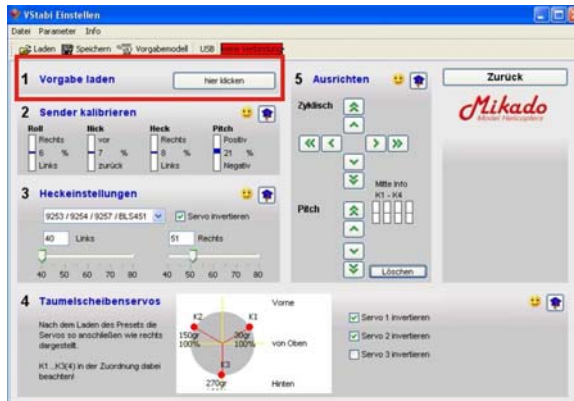 VStabi Einstellen
Datei Parameter Info
Laden Speichern Vorgabemodell USB keine Verbindung
1 Vorgabe laden
hier klicken
2 Sender kalibrieren
Roll Nick Heck Pitch
Rechts vor Rechts Positiv
6 % 7 % 8 % 21 %
Links zurück Links Negativ
3 Heckeinstellungen
9253 / 9254 / 9257 / BLS451
Servo invertieren
40 Links 51 Rechts
40 50 60 70 80 40 50 60 70 80
4 Taumelscheibenservos
Nach dem Laden des Presets die
Servos so anschließen wie rechts
dargestellt.
K1...K3(4) in der Zuordnung dabei
beachten!
Vorne
K2 K1
150gr 30gr
100% 100%
von Oben
K3
270gr
Hinten
Servo 1 invertieren
Servo 2 invertieren
Servo 3 invertieren
5 Ausrichten
Zyklisch
Pitch
Mitte Info
K1 - K4
Löschen
Zurück
Mikado
Model Helicopters